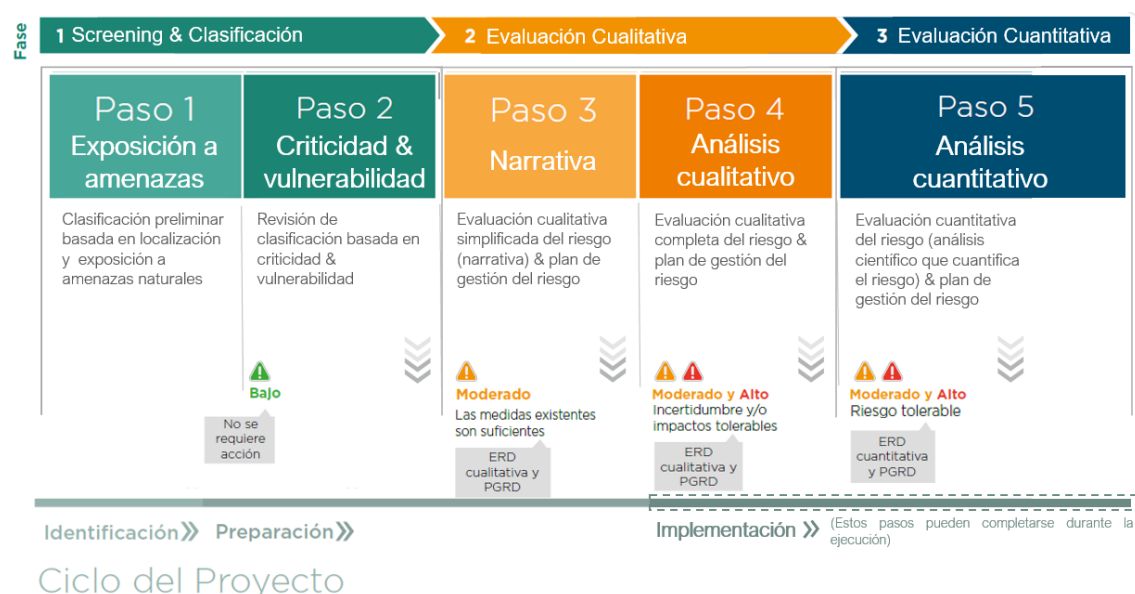 Fase
1 Screening & Clasificación
2 Evaluación Cualitativa
3 Evaluación Cuantitativa
Paso 1
Exposición a
amenazas
Clasificación preliminar
basada en localización
y exposición a
amenazas naturales
Paso 2
Criticidad &
vulnerabilidad
Revisión de
clasificación basada en
criticidad &
vulnerabilidad
Bajo
No se
requiere
acción
Paso 3
Narrativa
Evaluación cualitativa
simplificada del riesgo
(narrativa) & plan de
gestión del riesgo
Moderado
Las medidas existentes
son suficientes
ERD
cualitativa y
PGRD
Paso 4
Análisis
cualitativo
Evaluación cualitativa
completa del riesgo &
plan de gestión del
riesgo
Moderado y Alto
Incertidumbre y/o
impactos tolerables
ERD
cualitativa y
PGRD
Paso 5
Análisis
cuantitativo
Evaluación cuantitativa
del riesgo (análisis
científico que cuantifica
el riesgo) & plan de
gestión del riesgo
Moderado y Alto
Riesgo tolerable
ERD
cuantitativa
y PGRD
Identificación
Preparación
Implementación
(Estos pasos pueden completarse durante la
ejecución)
Ciclo del Proyecto